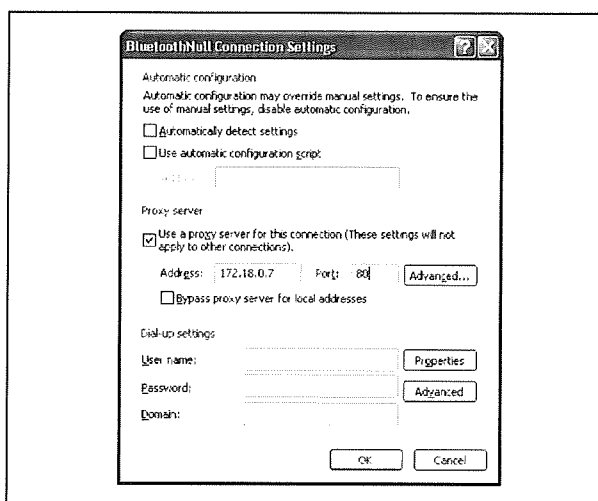 BluetoothNull Connection Settings
Automatic configuration
Automatic configuration may override manual settings. To ensure the
use of manual settings, disable automatic configuration.
Automatically detect settings
Use automatic configuration script
Proxy server
Use a proxy server for this connection (These settings will not
apply to other connections).
Address: 172.18.0.7 Port: 80 Advanced...
Bypass proxy server for local addresses
Dial-up settings
User name: Properties
Password: Advanced
Domain:
OK Cancel